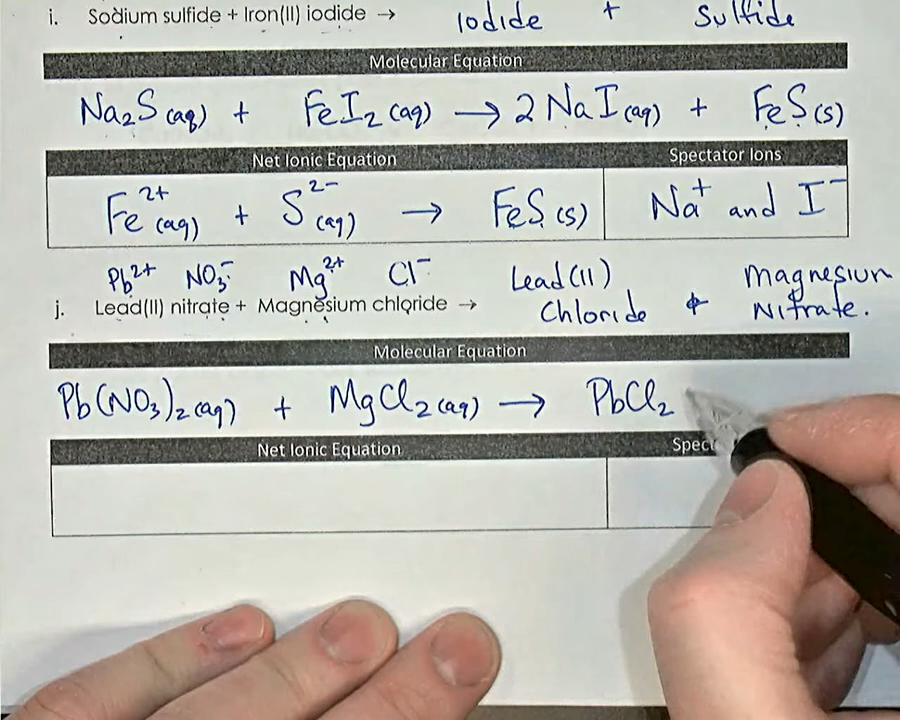 i. Sodium sulfide + Iron(II) iodide → Iodide + Sulfide
Molecular Equation
Na₂S (aq) + FeI₂ (aq) → 2 NaI (aq) + FeS (s)
Net Ionic Equation Spectator Ions
Fe²⁺ (aq) + S²⁻ (aq) → FeS (s) Na⁺ and I⁻
Pb²⁺ NO₃⁻ Mg²⁺ Cl⁻ Lead(II) Magnesium
j. Lead(II) nitrate + Magnesium chloride → Chloride + Nitrate.
Molecular Equation
Pb(NO₃)₂ (aq) + MgCl₂ (aq) → PbCl₂
Net Ionic Equation